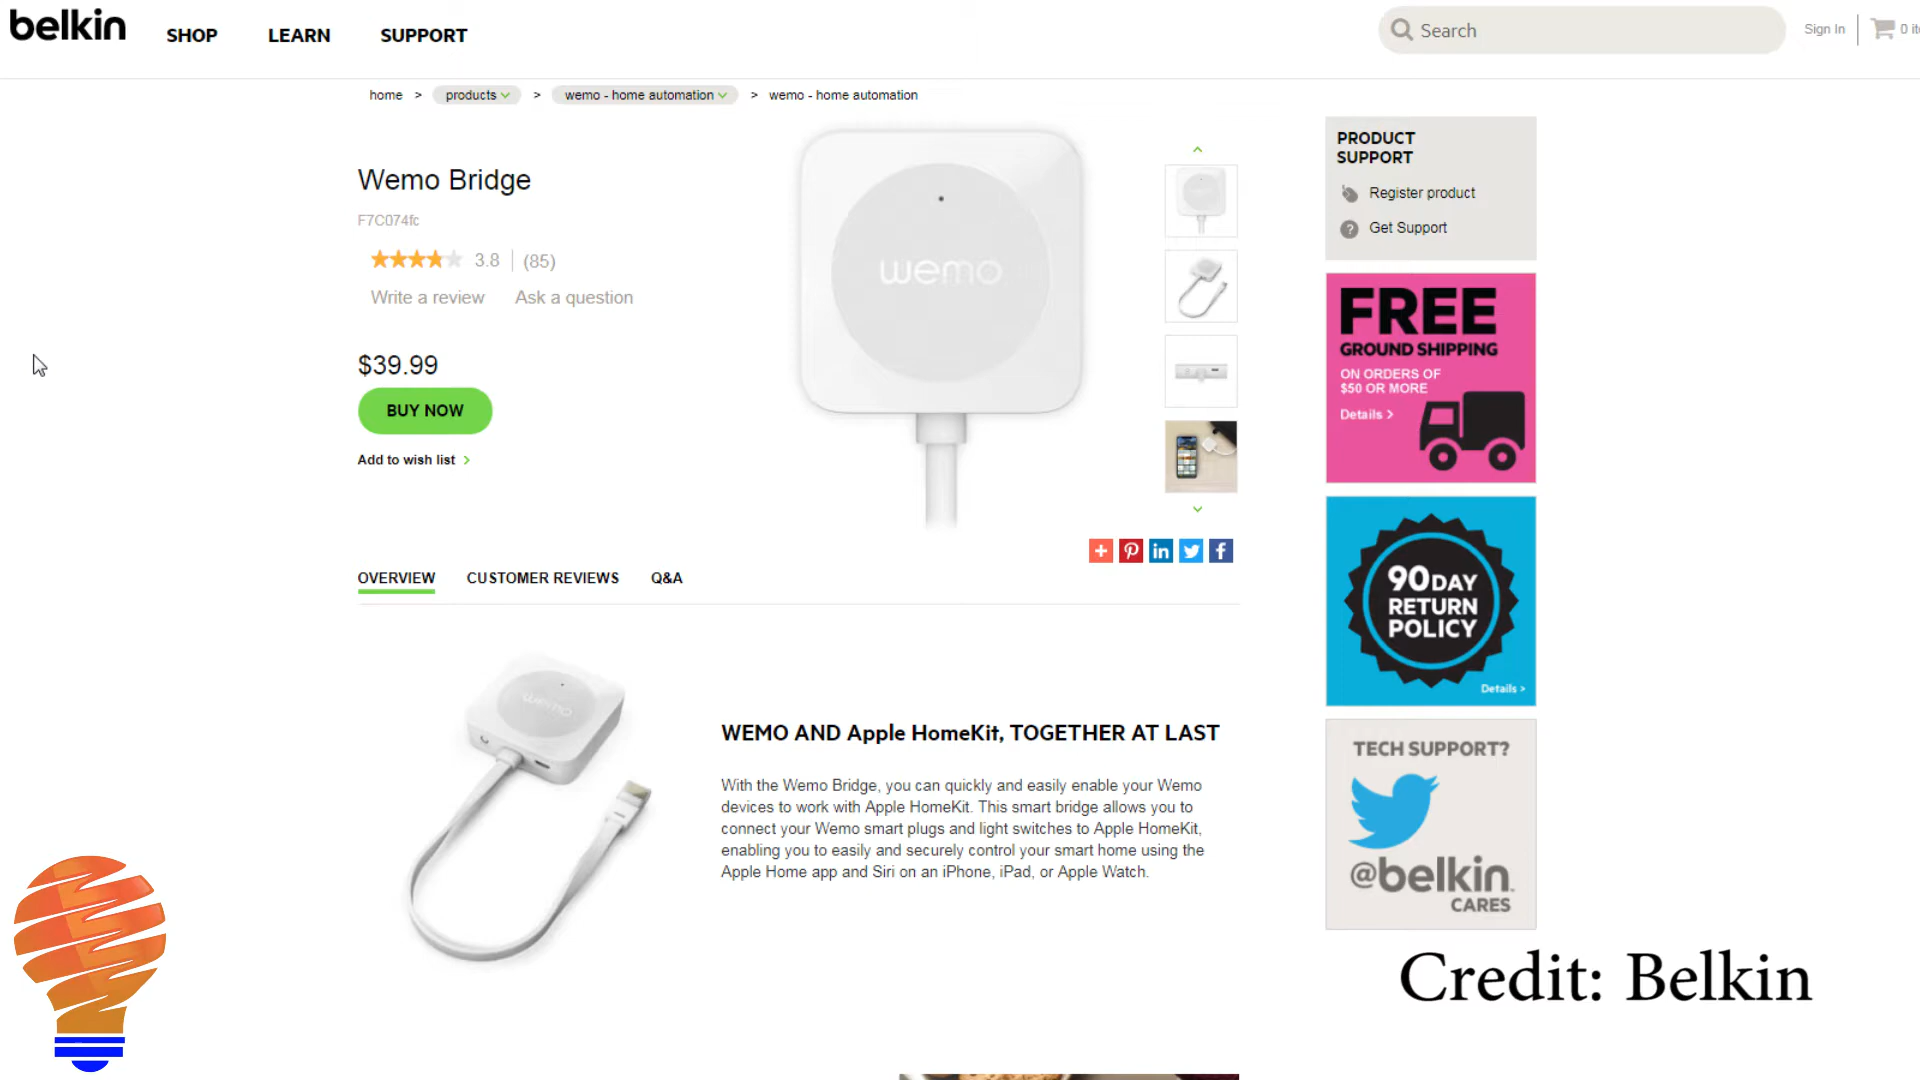 belkin
SHOP
LEARN
SUPPORT
Search
Sign In
0 it
home > products > wemo - home automation > wemo - home automation
Wemo Bridge
F7C074fc
3.8
(85)
Write a review
Ask a question
$39.99
BUY NOW
Add to wish list
wemo
PRODUCT
SUPPORT
Register product
Get Support
FREE
GROUND SHIPPING
ON ORDERS OF
$50 OR MORE
Details >
90 DAY
RETURN
POLICY
Details >
OVERVIEW
CUSTOMER REVIEWS
Q&A
wemo
WEMO AND Apple HomeKit, TOGETHER AT LAST
With the Wemo Bridge, you can quickly and easily enable your Wemo
devices to work with Apple HomeKit. This smart bridge allows you to
connect your Wemo smart plugs and light switches to Apple HomeKit,
enabling you to easily and securely control your smart home using the
Apple Home app and Siri on an iPhone, iPad, or Apple Watch.
TECH SUPPORT?
@belkin
CARES
Credit: Belkin